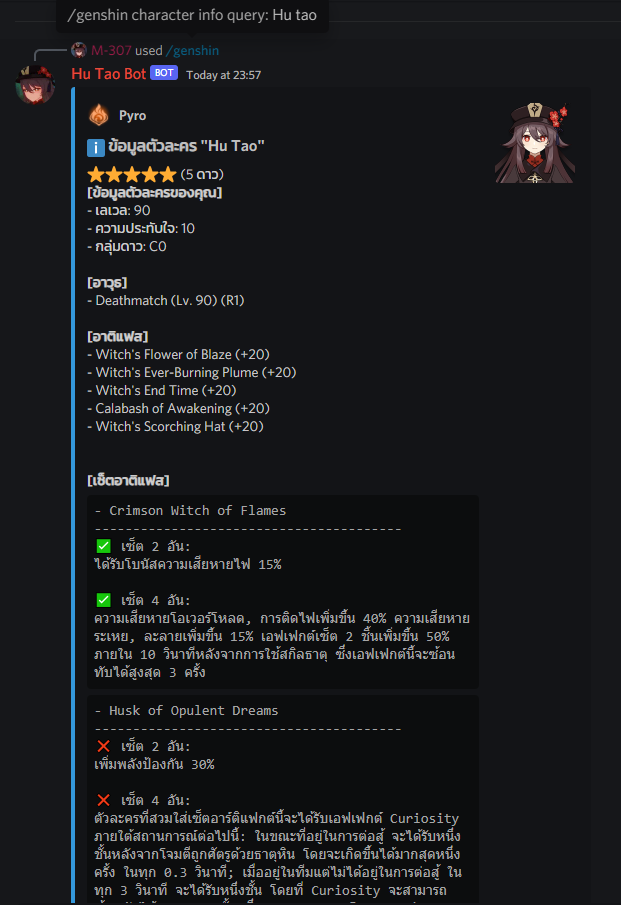 /genshin character info query: Hu tao
M-307 used /genshin
Hu Tao Bot BOT Today at 23:57
Pyro
i ข้อมูลตัวละคร "Hu Tao"
(5 ดาว)
[ข้อมูลตัวละครของคุณ]
- เลเวล: 90
- ความประทับใจ: 10
- กลุ่มดาว: C0
[อาวุธ]
- Deathmatch (Lv. 90) (R1)
[อาติแฟส]
- Witch's Flower of Blaze (+20)
- Witch's Ever-Burning Plume (+20)
- Witch's End Time (+20)
- Calabash of Awakening (+20)
- Witch's Scorching Hat (+20)
[เซ็ตอาติแฟส]
- Crimson Witch of Flames
----------------------------------------
✅ เซ็ต 2 อัน:
ได้รับโบนัสความเสียหายไฟ 15%
✅ เซ็ต 4 อัน:
ความเสียหายโอเวอร์โหลด, การติดไฟเพิ่มขึ้น 40% ความเสียหาย
ระเหย, ละลายเพิ่มขึ้น 15% เอฟเฟกต์เซ็ต 2 ชิ้นเพิ่มขึ้น 50%
ภายใน 10 วินาทีหลังจากการใช้สกิลธาตุ ซึ่งเอฟเฟกต์นี้จะซ้อน
ทับได้สูงสุด 3 ครั้ง
- Husk of Opulent Dreams
----------------------------------------
❌ เซ็ต 2 อัน:
เพิ่มพลังป้องกัน 30%
❌ เซ็ต 4 อัน:
ตัวละครที่สวมใส่เซ็ตอาร์ติแฟกต์นี้จะได้รับเอฟเฟกต์ Curiosity
ภายใต้สถานการณ์ต่อไปนี้: ในขณะที่อยู่ในการต่อสู้ จะได้รับหนึ่ง
ชั้นหลังจากโจมตีถูกศัตรูด้วยธาตุหิน โดยจะเกิดขึ้นได้มากสุดหนึ่ง
ครั้ง ในทุก 0.3 วินาที; เมื่ออยู่ในทีมแต่ไม่ได้อยู่ในการต่อสู้ ใน
ทุก 3 วินาที จะได้รับหนึ่งชั้น โดยที่ Curiosity จะสามารถ